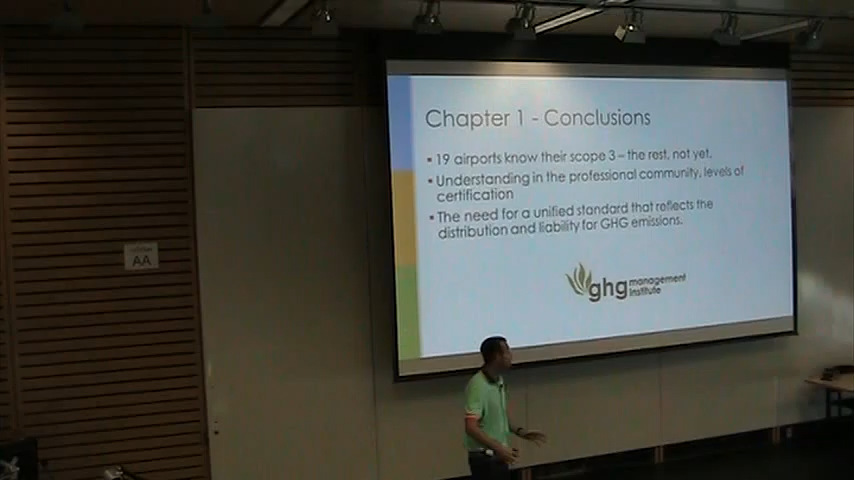 Chapter 1 - Conclusions
▪ 19 airports know their scope 3 – the rest, not yet.
▪ Understanding in the professional community, levels of
certification
▪ The need for a unified standard that reflects the
distribution and liability for GHG emissions.
ghg management
institute
AA